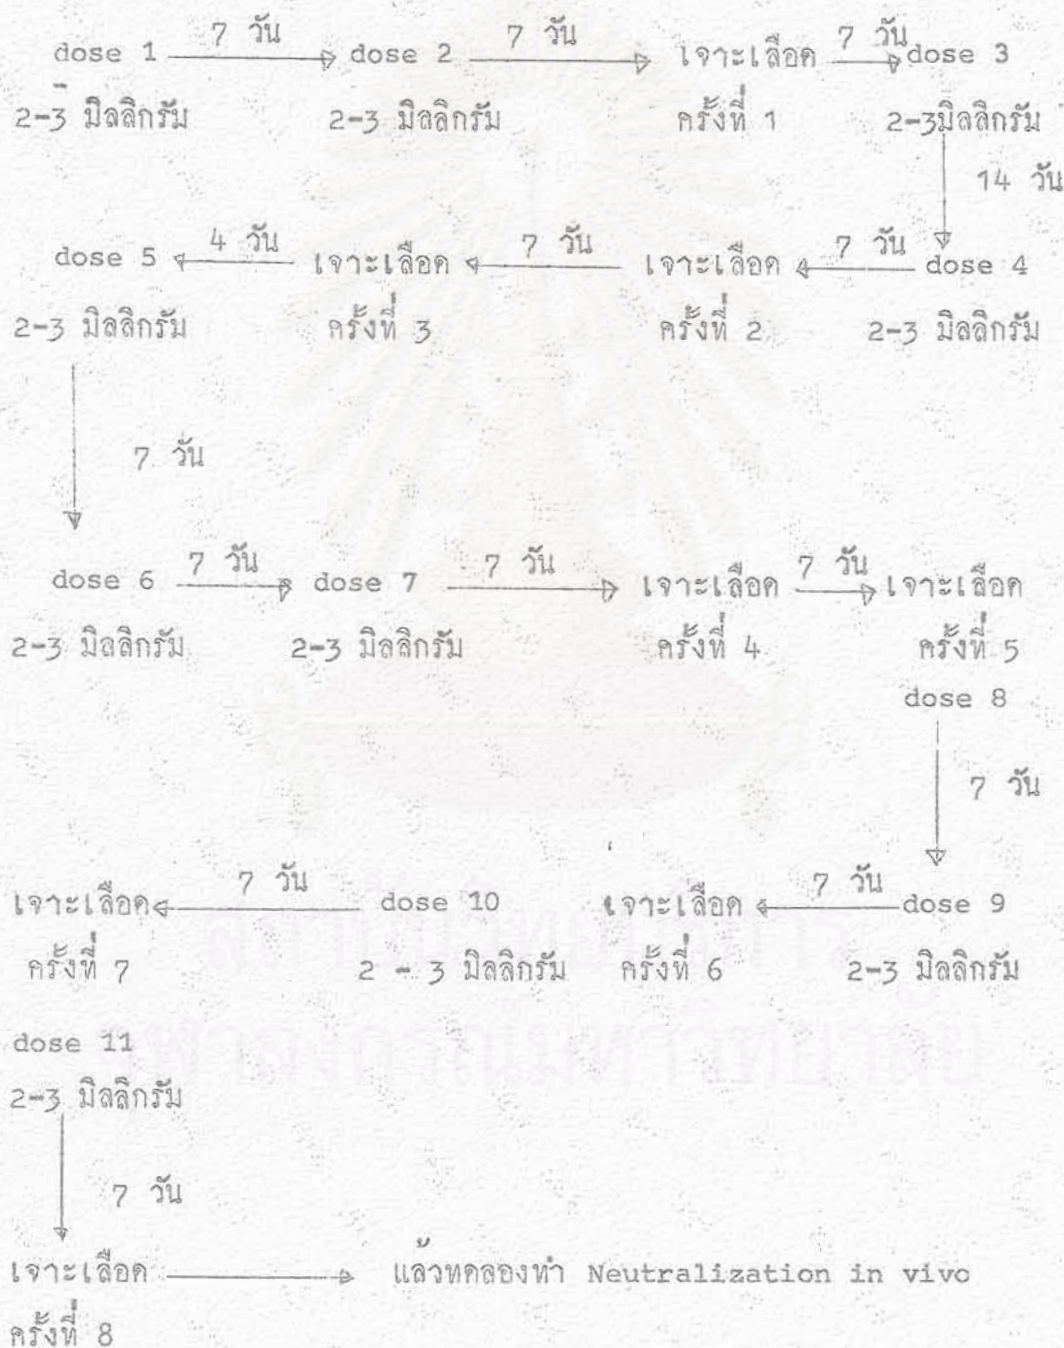 7 วัน 7 วัน 7 วัน
dose 1 dose 2 เจาะเลือด dose 3
2-3 มิลลิกรัม 2-3 มิลลิกรัม ครั้งที่ 1 2-3มิลลิกรัม
14 วัน
4 วัน 7 วัน 7 วัน
dose 5 เจาะเลือด เจาะเลือด dose 4
2-3 มิลลิกรัม ครั้งที่ 3 ครั้งที่ 2 2-3 มิลลิกรัม
7 วัน
7 วัน 7 วัน 7 วัน
dose 6 dose 7 เจาะเลือด เจาะเลือด
2-3 มิลลิกรัม 2-3 มิลลิกรัม ครั้งที่ 4 ครั้งที่ 5
dose 8
7 วัน
7 วัน 7 วัน
เจาะเลือด dose 10 เจาะเลือด dose 9
ครั้งที่ 7 2 - 3 มิลลิกรัม ครั้งที่ 6 2-3 มิลลิกรัม
dose 11
2-3 มิลลิกรัม
7 วัน
เจาะเลือด แล้วทดลองทำ Neutralization in vivo
ครั้งที่ 8